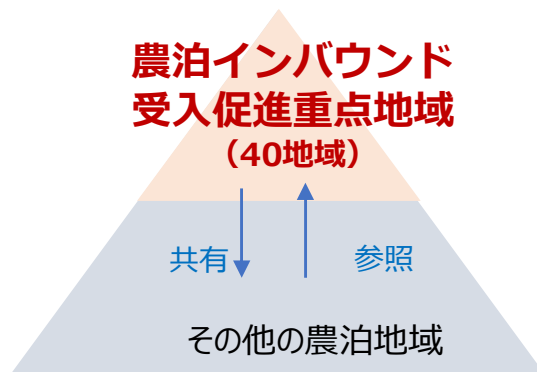 農泊インバウンド
受入促進重点地域
（40地域）
共有
参照
その他の農泊地域